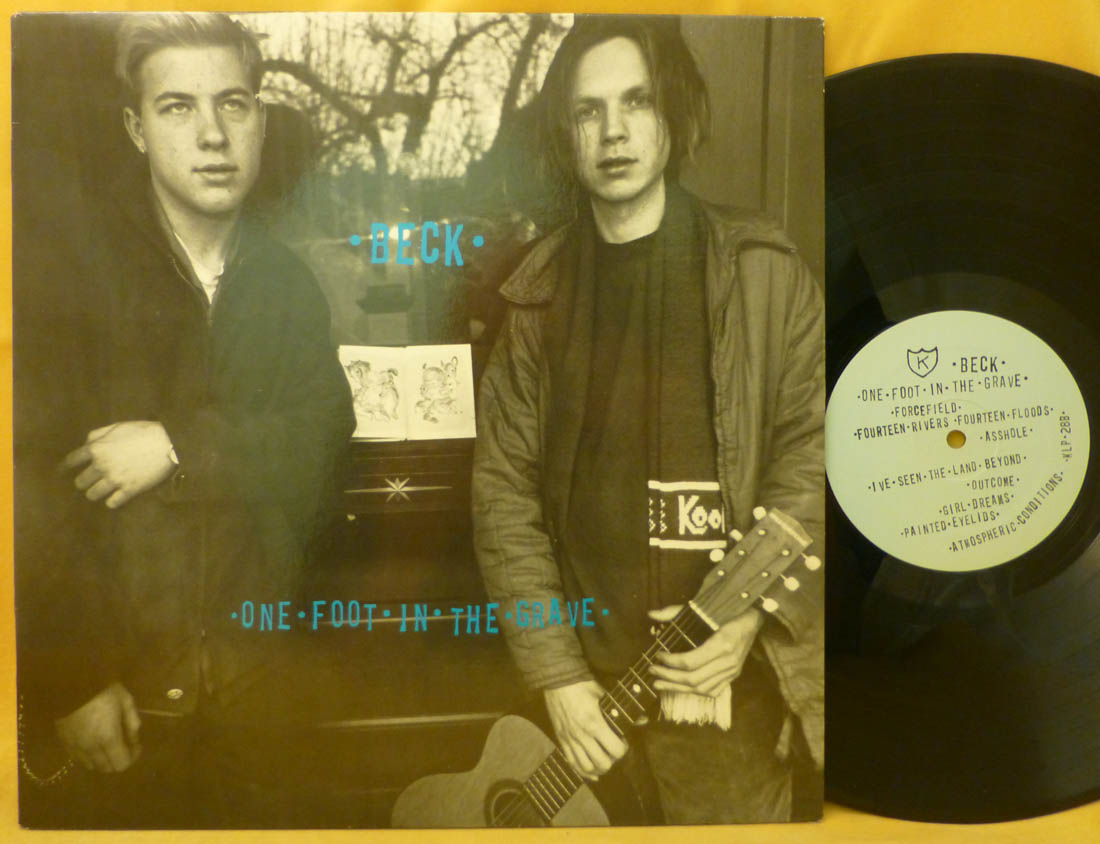 ·BECK·
Koo
·ONE·FOOT·IN·THE·GRAVE·
K
·BECK·
·ONE·FOOT·IN·THE·GRAVE·
·FORCEFIELD·
·FOURTEEN·RIVERS·FOURTEEN·FLOODS·
·ASSHOLE·
·I'VE·SEEN·THE·LAND·BEYOND·
·OUTCOME·
·GIRL·DREAMS·
·PAINTED·EYELIDS·
·ATMOSPHERIC·CONDITIONS·
·KLP·28B·